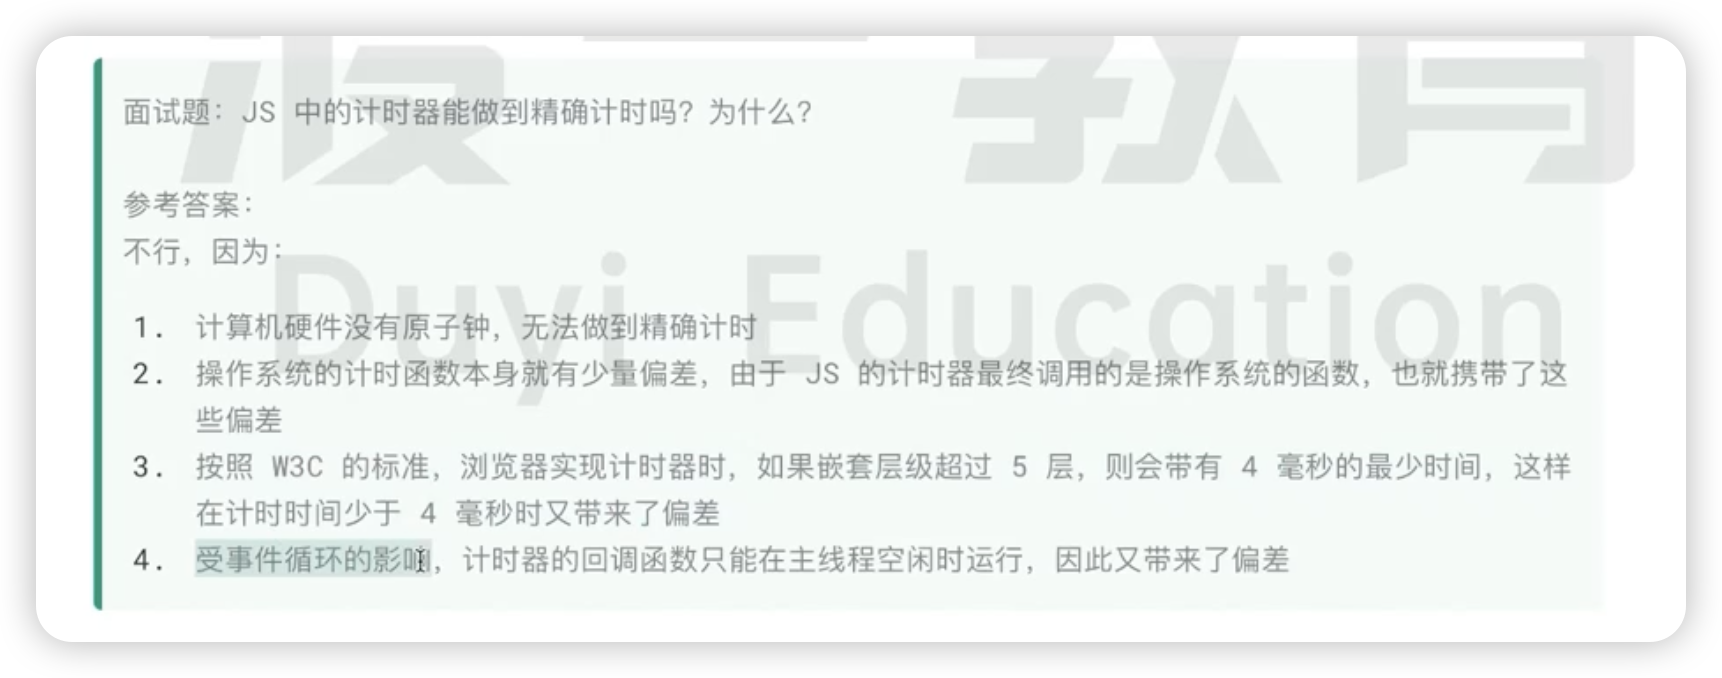 渡一教育
Duyi Education
面试题：JS 中的计时器能做到精确计时吗？为什么？
参考答案：
不行，因为：
1. 计算机硬件没有原子钟，无法做到精确计时
2. 操作系统的计时函数本身就有少量偏差，由于 JS 的计时器最终调用的是操作系统的函数，也就携带了这
些偏差
3. 按照 W3C 的标准，浏览器实现计时器时，如果嵌套层级超过 5 层，则会带有 4 毫秒的最少时间，这样
在计时时间少于 4 毫秒时又带来了偏差
4. 受事件循环的影响，计时器的回调函数只能在主线程空闲时运行，因此又带来了偏差